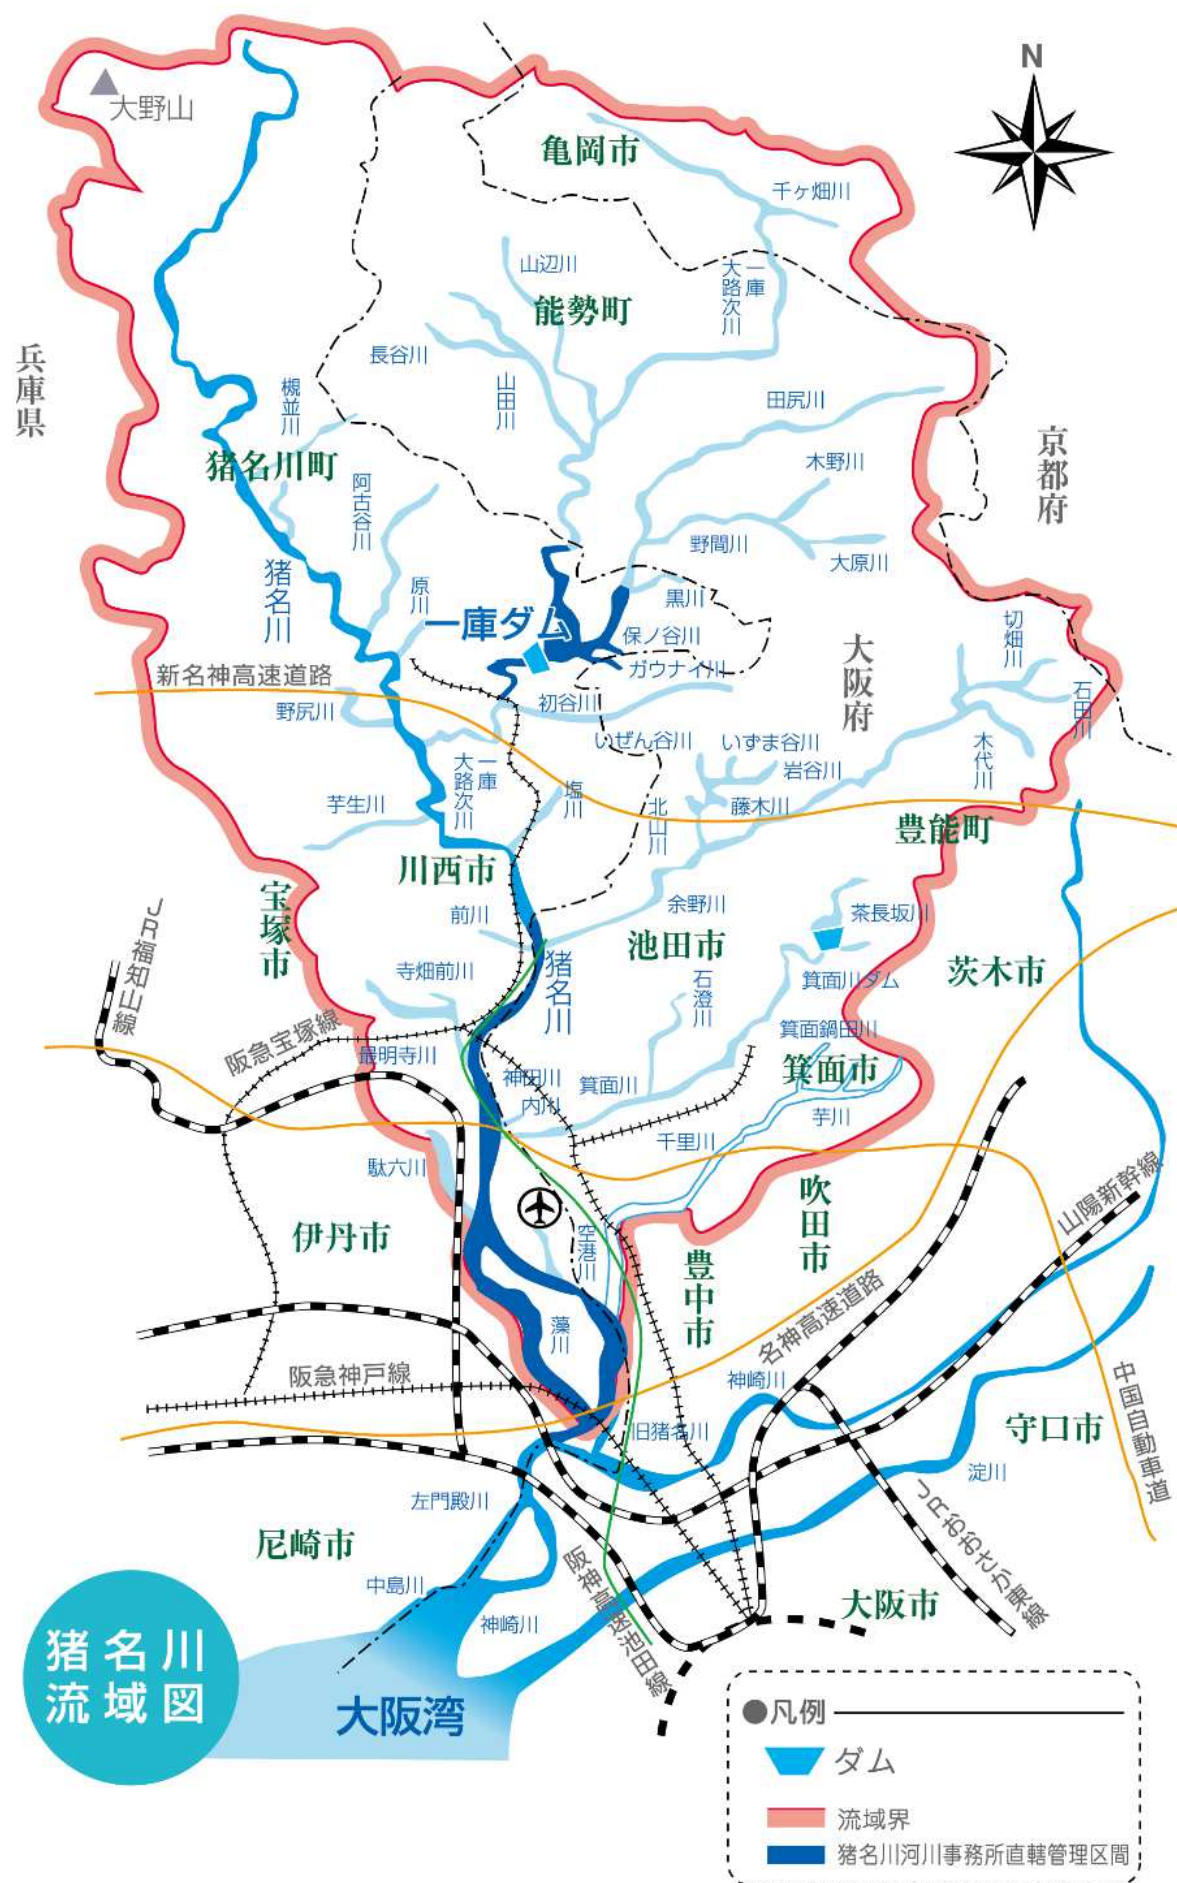 N
大野山
亀岡市
千ヶ畑川
山辺川
一庫
大路次川
能勢町
兵庫県
長谷川
山田川
槻並川
田尻川
猪名川町
木野川
京都府
阿古谷川
野間川
大原川
猪名川
原川
黒川
一庫ダム
保ノ谷川
切畑川
ガウナイ川
大阪府
新名神高速道路
石田川
野尻川
初谷川
いぜん谷川
いずま谷川
木代川
一庫
大路次川
岩谷川
芋生川
塩川
北山川
藤木川
豊能町
川西市
宝塚市
前川
余野川
茶長坂川
池田市
JR福知山線
猪名川
茨木市
寺畑前川
石澄川
箕面川ダム
箕面鍋田川
阪急宝塚線
最明寺川
神田川
内川
箕面川
箕面市
芋川
千里川
駄六川
吹田市
山陽新幹線
伊丹市
空港川
豊中市
藻川
名神高速道路
阪急神戸線
神崎川
中国自動車道
旧猪名川
守口市
淀川
左門殿川
JRおおさか東線
尼崎市
阪神高速池田線
中島川
大阪市
神崎川
猪名川
流域図
大阪湾
●凡例
ダム
流域界
猪名川河川事務所直轄管理区間